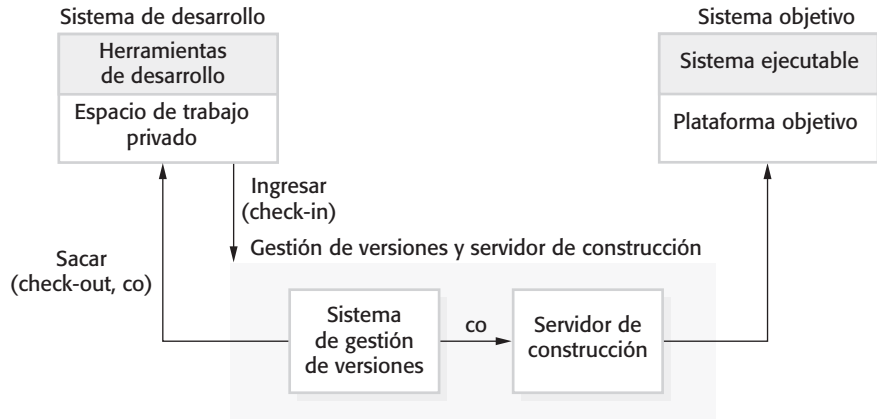 Sistema de desarrollo
Herramientas
de desarrollo
Espacio de trabajo
privado
Sistema objetivo
Sistema ejecutable
Plataforma objetivo
Ingresar
(check-in)
Sacar
(check-out, co)
Gestión de versiones y servidor de construcción
Sistema
de gestión
de versiones
co
Servidor de
construcción